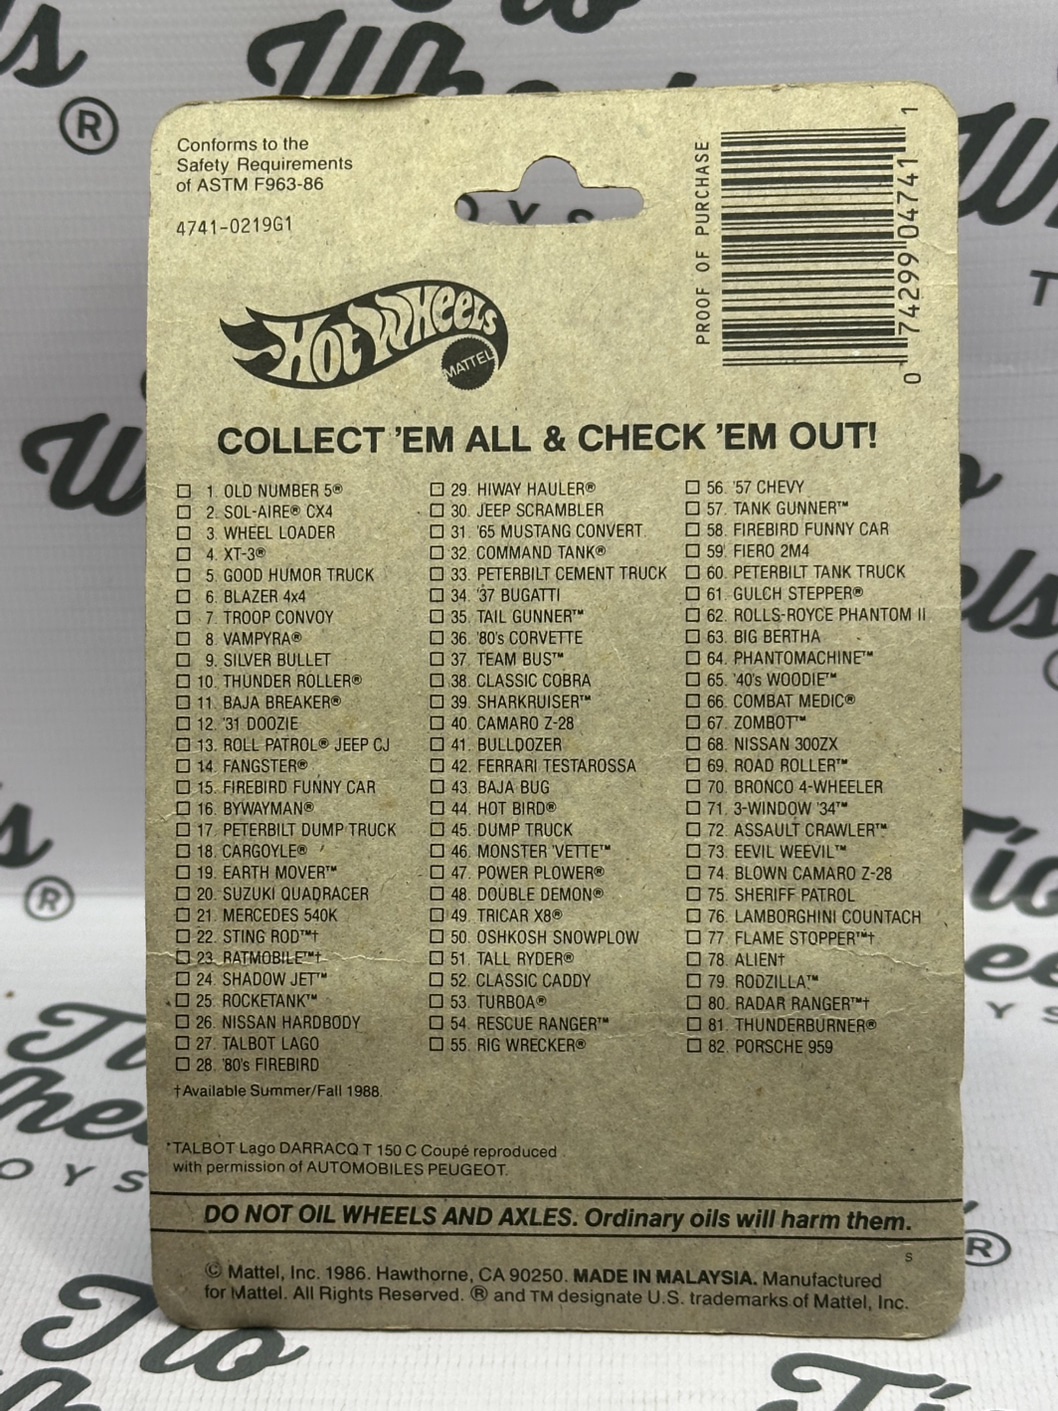 Conforms to the
Safety Requirements
of ASTM F963-86
4741-0219G1
PROOF OF PURCHASE
0 74299 04741 1
Hot Wheels
MATTEL
COLLECT 'EM ALL & CHECK 'EM OUT!
1. OLD NUMBER 5®
2. SOL-AIRE® CX4
3. WHEEL LOADER
4. XT-3®
5. GOOD HUMOR TRUCK
6. BLAZER 4x4
7. TROOP CONVOY
8. VAMPYRA®
9. SILVER BULLET
10. THUNDER ROLLER®
11. BAJA BREAKER®
12. '31 DOOZIE
13. ROLL PATROL® JEEP CJ
14. FANGSTER®
15. FIREBIRD FUNNY CAR
16. BYWAYMAN®
17. PETERBILT DUMP TRUCK
18. CARGOYLE®
19. EARTH MOVER™
20. SUZUKI QUADRACER
21. MERCEDES 540K
22. STING ROD™†
23. RATMOBILE™†
24. SHADOW JET™
25. ROCKETANK™
26. NISSAN HARDBODY
27. TALBOT LAGO
28. '80's FIREBIRD
†Available Summer/Fall 1988.
29. HIWAY HAULER®
30. JEEP SCRAMBLER
31. '65 MUSTANG CONVERT.
32. COMMAND TANK®
33. PETERBILT CEMENT TRUCK
34. '37 BUGATTI
35. TAIL GUNNER™
36. '80's CORVETTE
37. TEAM BUS™
38. CLASSIC COBRA
39. SHARKRUISER™
40. CAMARO Z-28
41. BULLDOZER
42. FERRARI TESTAROSSA
43. BAJA BUG
44. HOT BIRD®
45. DUMP TRUCK
46. MONSTER 'VETTE™
47. POWER PLOWER®
48. DOUBLE DEMON®
49. TRICAR X8®
50. OSHKOSH SNOWPLOW
51. TALL RYDER®
52. CLASSIC CADDY
53. TURBOA®
54. RESCUE RANGER™
55. RIG WRECKER®
56. '57 CHEVY
57. TANK GUNNER™
58. FIREBIRD FUNNY CAR
59. FIERO 2M4
60. PETERBILT TANK TRUCK
61. GULCH STEPPER®
62. ROLLS-ROYCE PHANTOM II
63. BIG BERTHA
64. PHANTOMACHINE™
65. '40's WOODIE™
66. COMBAT MEDIC®
67. ZOMBOT™
68. NISSAN 300ZX
69. ROAD ROLLER™
70. BRONCO 4-WHEELER
71. 3-WINDOW '34™
72. ASSAULT CRAWLER™
73. EEVIL WEEVIL™
74. BLOWN CAMARO Z-28
75. SHERIFF PATROL
76. LAMBORGHINI COUNTACH
77. FLAME STOPPER™†
78. ALIEN†
79. RODZILLA™
80. RADAR RANGER™†
81. THUNDERBURNER®
82. PORSCHE 959
*TALBOT Lago DARRACQ T 150 C Coupé reproduced
with permission of AUTOMOBILES PEUGEOT.
DO NOT OIL WHEELS AND AXLES. Ordinary oils will harm them.
S
© Mattel, Inc. 1986. Hawthorne, CA 90250. MADE IN MALAYSIA. Manufactured
for Mattel. All Rights Reserved. ® and TM designate U.S. trademarks of Mattel, Inc.
Tio